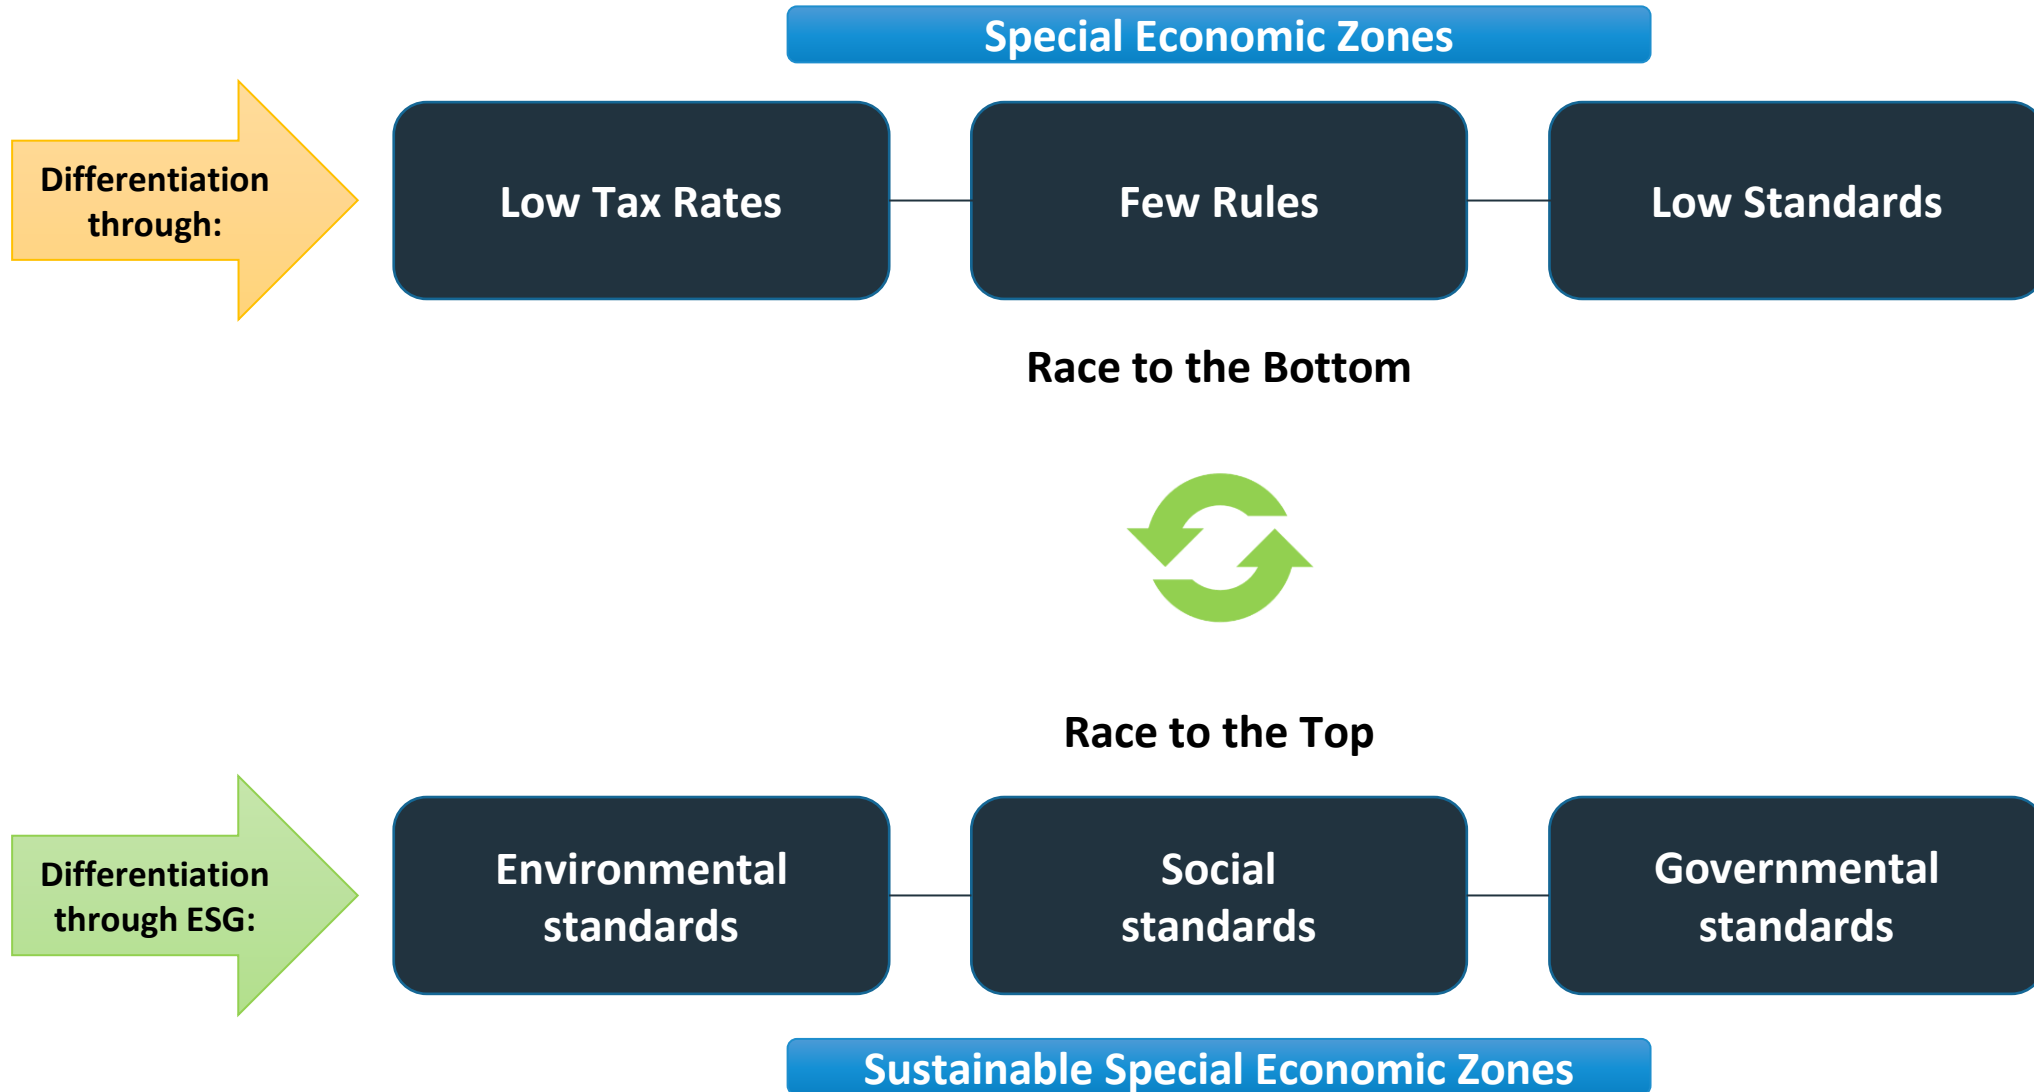 Special Economic Zones
Differentiation
through:
Low Tax Rates
Few Rules
Low Standards
Race to the Bottom
Race to the Top
Differentiation
through ESG:
Environmental
standards
Social
standards
Governmental
standards
Sustainable Special Economic Zones